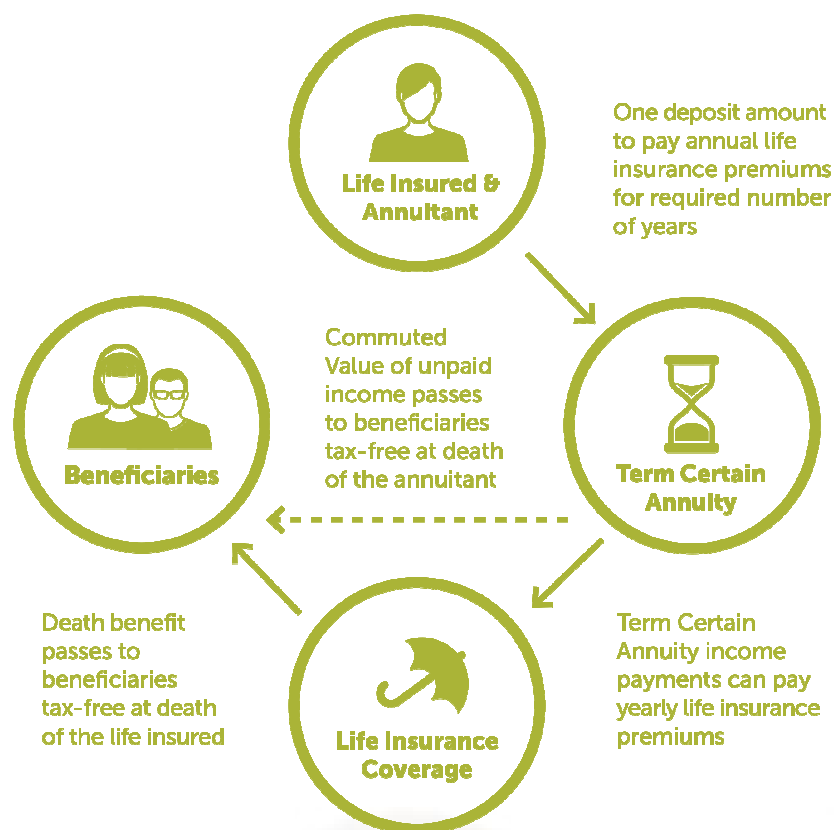 Life Insured &
Annuitant
One deposit amount
to pay annual life
insurance premiums
for required number
of years
Commuted
Value of unpaid
income passes
to beneficiaries
tax-free at death
of the annuitant
Beneficiaries
Term Certain
Annuity
Death benefit
passes to
beneficiaries
tax-free at death
of the life insured
Life Insurance
Coverage
Term Certain
Annuity income
payments can pay
yearly life insurance
premiums